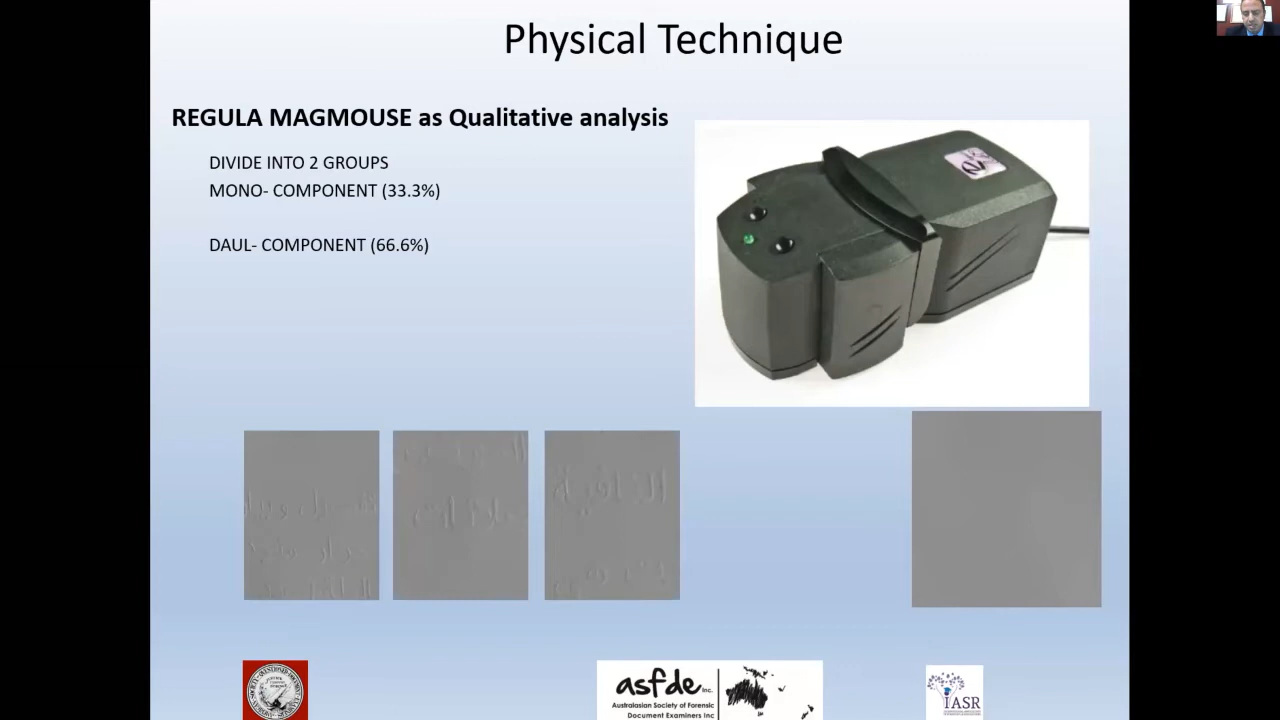 Physical Technique
REGULA MAGMOUSE as Qualitative analysis
DIVIDE INTO 2 GROUPS
MONO- COMPONENT (33.3%)
DAUL- COMPONENT (66.6%)
النافية
asfde Inc.
Australasian Society of Forensic
Document Examiners Inc
IASR